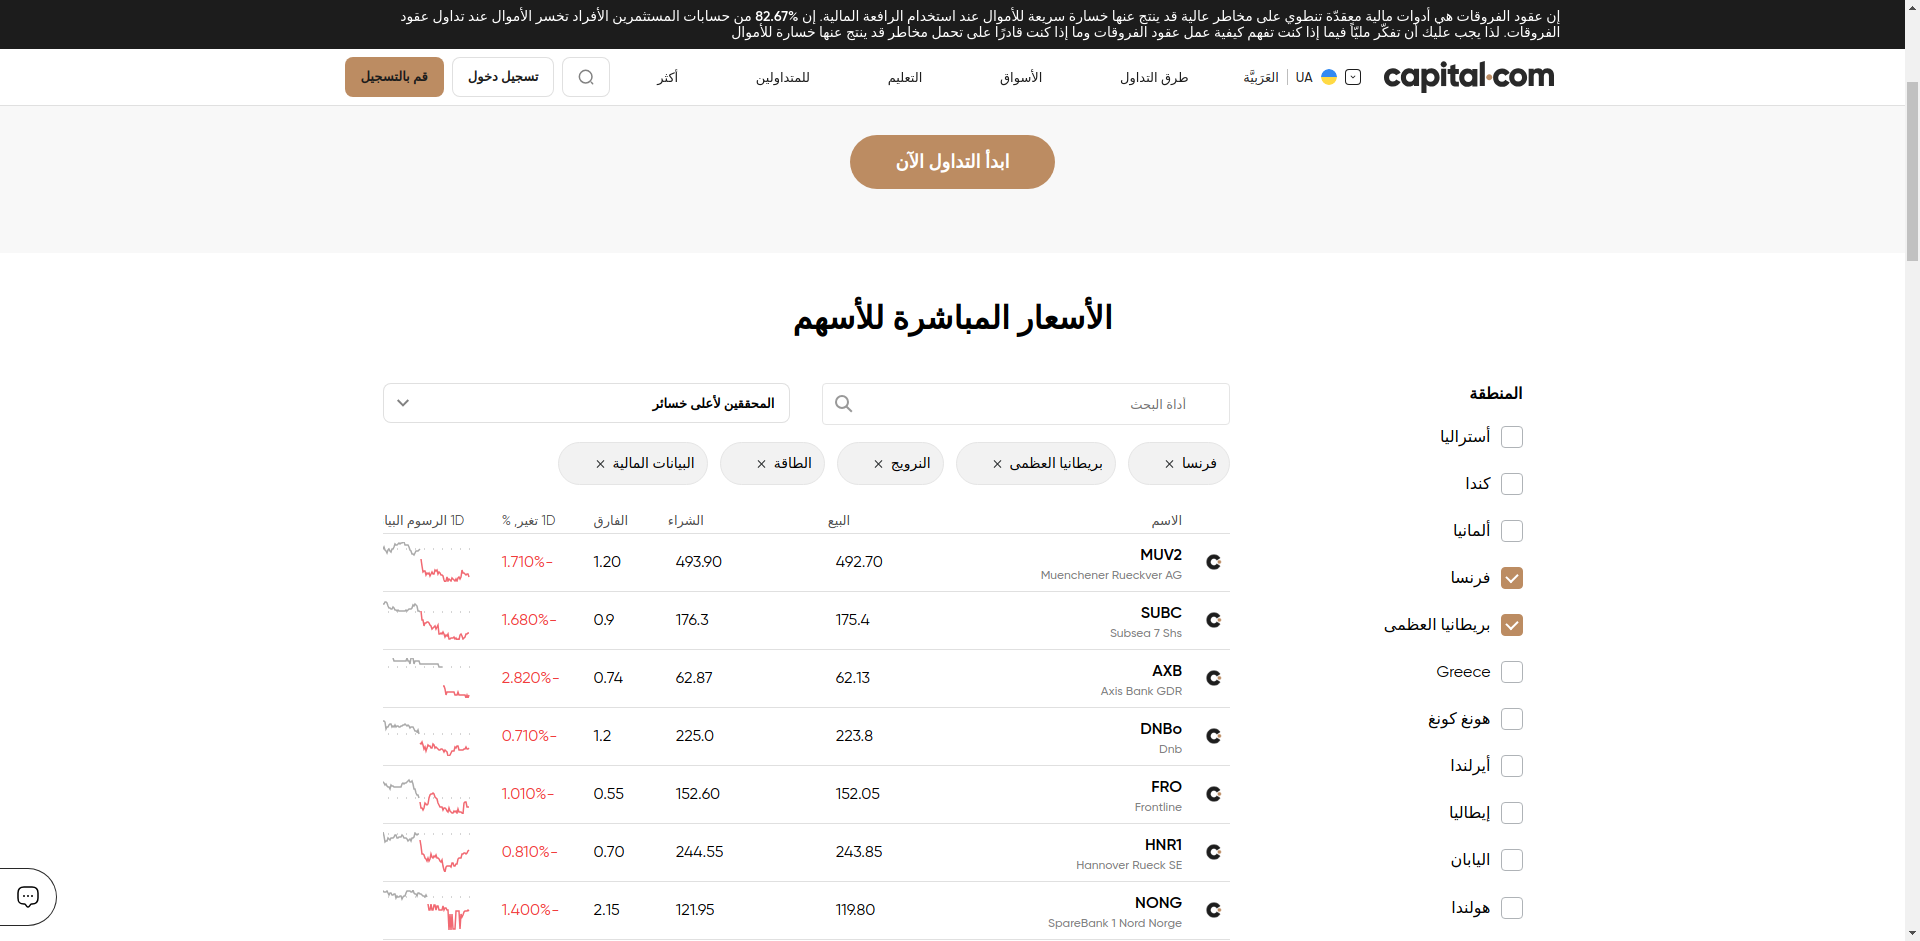 إن عقود الفروقات هي أدوات مالية معقدّة تنطوي على مخاطر عالية قد ينتج عنها خسارة سريعة للأموال عند استخدام الرافعة المالية. إن 82.67% من حسابات المستثمرين الأفراد تخسر الأموال عند تداول عقود
الفروقات. لذا يجب عليك أن تفكّر مليّاً فيما إذا كنت تفهم كيفية عمل عقود الفروقات وما إذا كنت قادرًا على تحمل مخاطر قد ينتج عنها خسارة للأموال
capital.com
UA العَرَبِيَّة
طرق التداول
الأسواق
التعليم
للمتداولين
أكثر
تسجيل دخول
قم بالتسجيل
ابدأ التداول الآن
الأسعار المباشرة للأسهم
المنطقة
أستراليا
كندا
ألمانيا
فرنسا
بريطانيا العظمى
Greece
هونغ كونغ
أيرلندا
إيطاليا
اليابان
هولندا
أداة البحث
المحققين لأعلى خسائر
فرنسا
بريطانيا العظمى
النرويج
الطاقة
البيانات المالية
الاسم البيع الشراء الفارق 1D تغير, % 1D الرسوم البيا
MUV2 492.70 493.90 1.20 -1.710%
Muenchener Rueckver AG
SUBC 175.4 176.3 0.9 -1.680%
Subsea 7 Shs
AXB 62.13 62.87 0.74 -2.820%
Axis Bank GDR
DNBo 223.8 225.0 1.2 -0.710%
Dnb
FRO 152.05 152.60 0.55 -1.010%
Frontline
HNR1 243.85 244.55 0.70 -0.810%
Hannover Rueck SE
NONG 119.80 121.95 2.15 -1.400%
SpareBank 1 Nord Norge